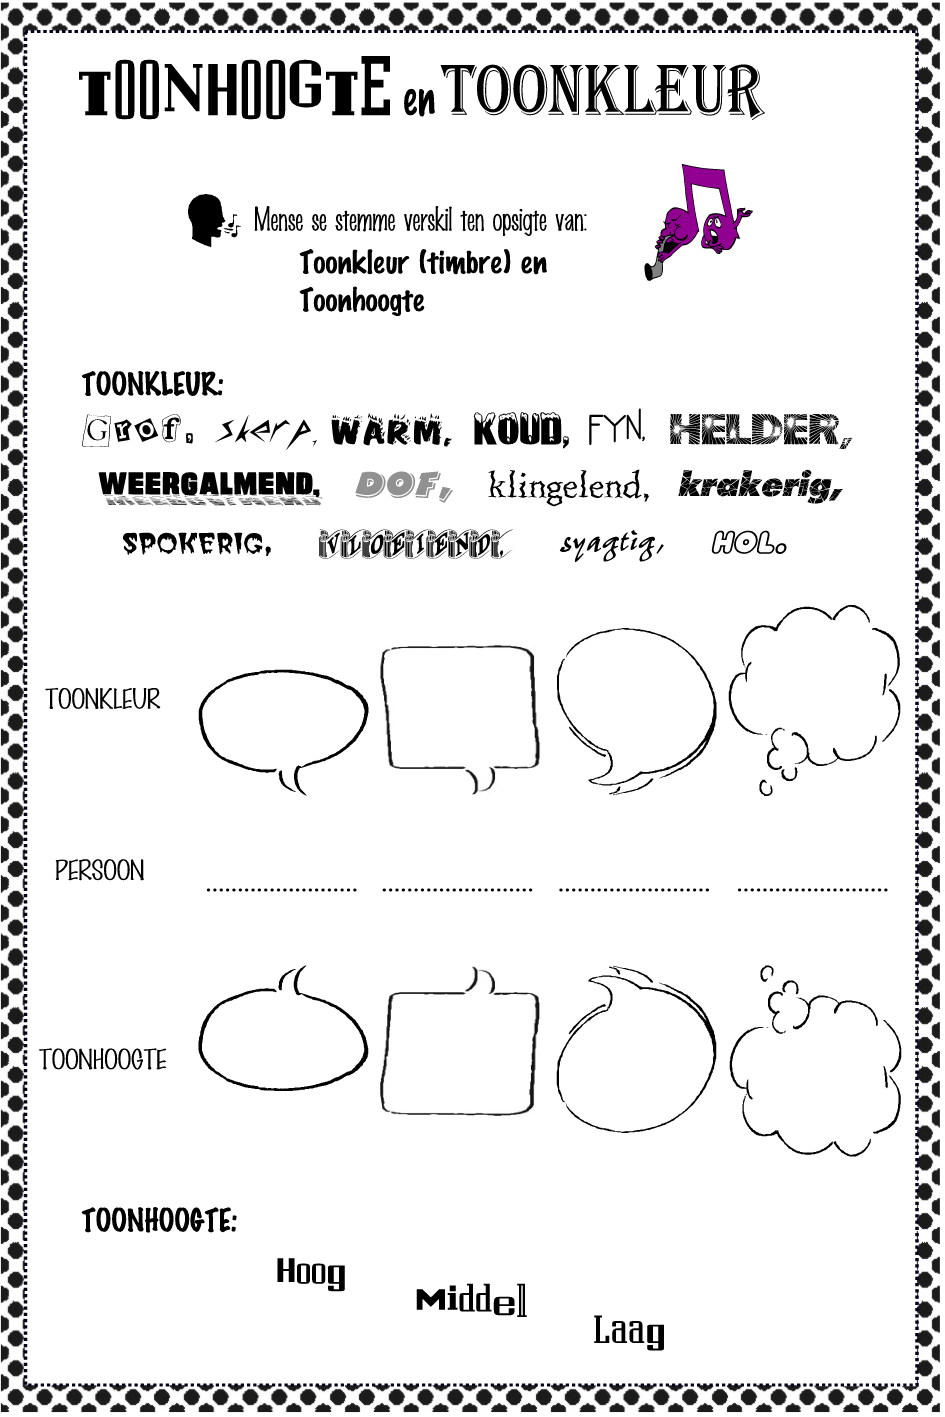 TOONHOOGTE en TOONKLEUR
Mense se stemme verskil ten opsigte van:
Toonkleur (timbre) en
Toonhoogte
TOONKLEUR:
Grof, skerp, WARM, KOUD, FYN, HELDER,
WEERGALMEND, DOF, klingelend, krakerig,
SPOKERIG, VLOEIEND, syagtig, HOL.
TOONKLEUR
PERSOON
TOONHOOGTE
TOONHOOGTE:
Hoog
Middel
Laag